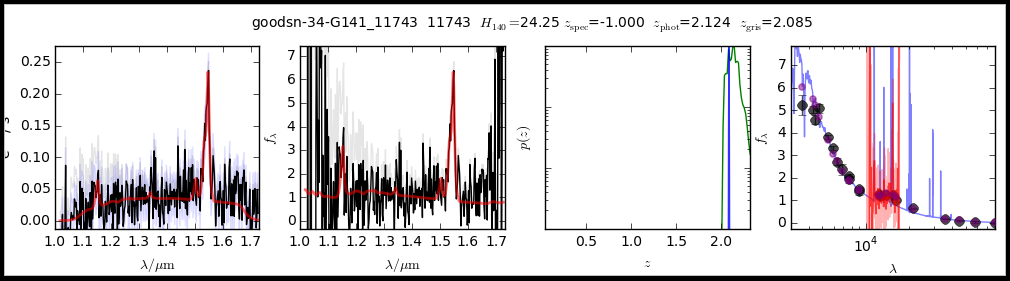 goodsn-34-G141_11743 11743 H140=24.25 zspec=-1.000 zphot=2.124 zgris=2.085
0.25
0.20
0.15
0.10
0.05
0.00
1.0 1.1 1.2 1.3 1.4 1.5 1.6 1.7
λ/μm
fλ
7
6
5
4
3
2
1
0
1.0 1.1 1.2 1.3 1.4 1.5 1.6 1.7
λ/μm
p(z)
0.5 1.0 1.5 2.0
z
fλ
7
6
5
4
3
2
1
0
10^4
λ